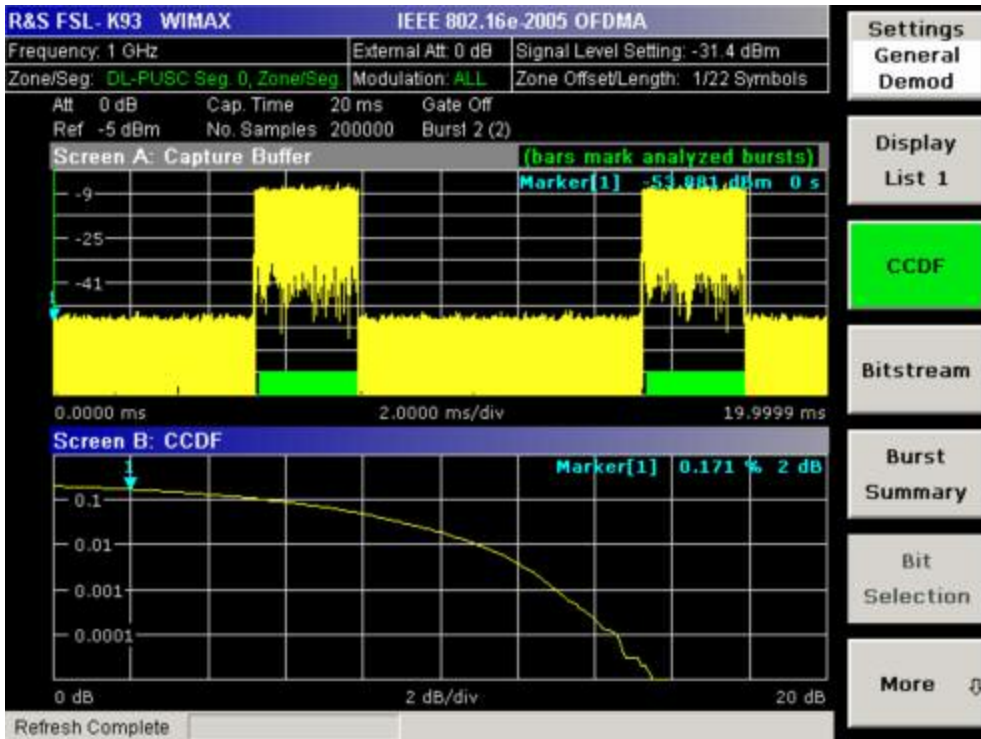 R&S FSL-K93 WIMAX IEEE 802.16e-2005 OFDMA
Frequency: 1 GHz External Att: 0 dB Signal Level Setting: -31.4 dBm
Zone/Seg: DL-PUSC Seg. 0, Zone/Seg Modulation: ALL Zone Offset/Length: 1/22 Symbols
Att 0 dB Cap. Time 20 ms Gate Off
Ref -5 dBm No. Samples 200000 Burst 2 (2)
Screen A: Capture Buffer (bars mark analyzed bursts)
Marker[1] -53.981 dBm 0 s
-9
-25
-41
1
0.0000 ms 2.0000 ms/div 19.9999 ms
Screen B: CCDF
Marker[1] 0.171 % 2 dB
1
0.1
0.01
0.001
0.0001
0 dB 2 dB/div 20 dB
Refresh Complete
Settings
General
Demod
Display
List 1
CCDF
Bitstream
Burst
Summary
Bit
Selection
More